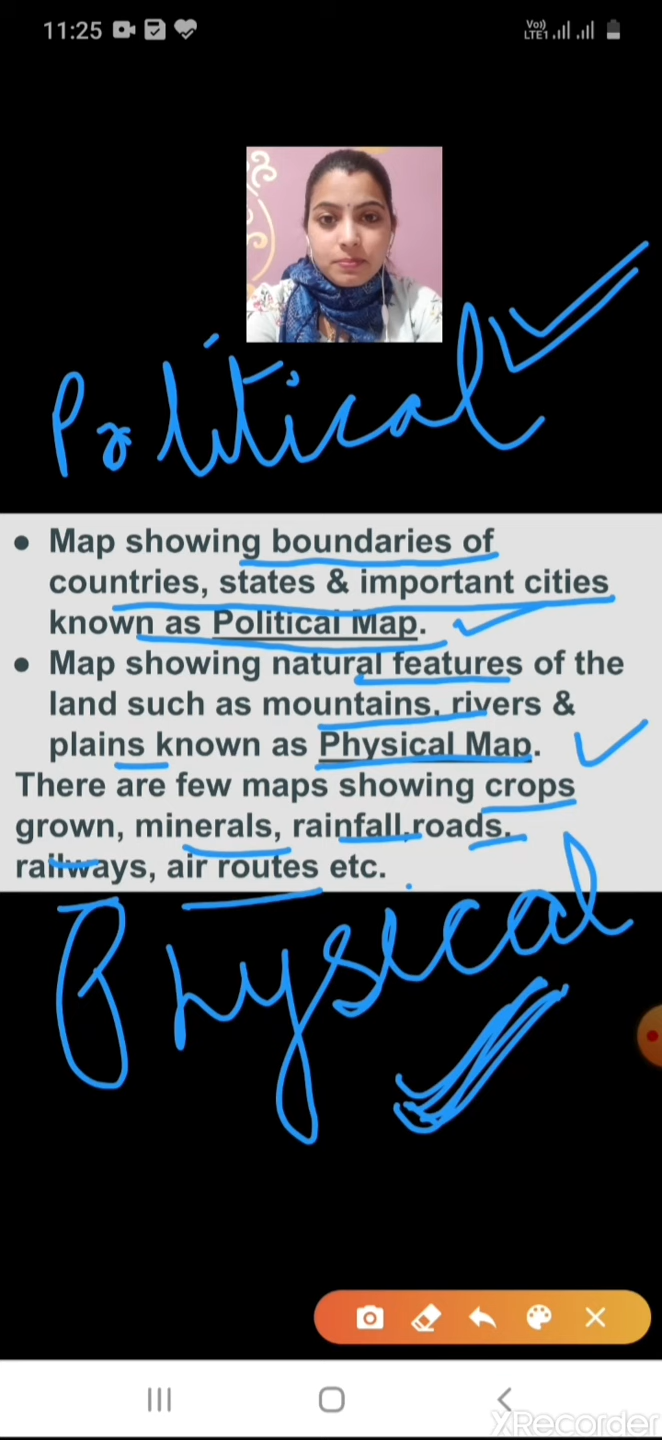 11:25
Vo))
LTE1
Political
• Map showing boundaries of
countries, states & important cities
known as Political Map.
• Map showing natural features of the
land such as mountains, rivers &
plains known as Physical Map.
There are few maps showing crops
grown, minerals, rainfall,roads,
railways, air routes etc.
Physical
XRecorder